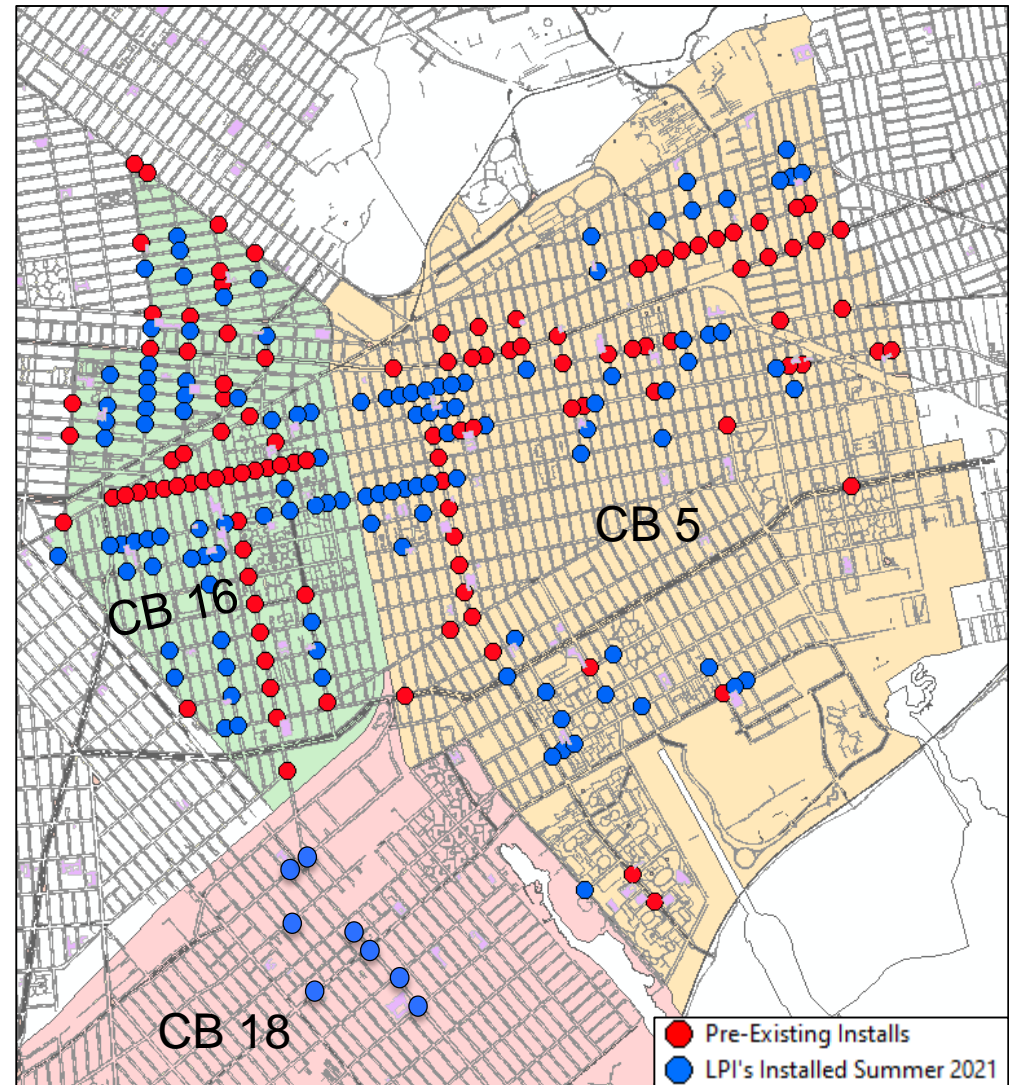 CB 5
CB 16
CB 18
Pre-Existing Installs
LPI's Installed Summer 2021